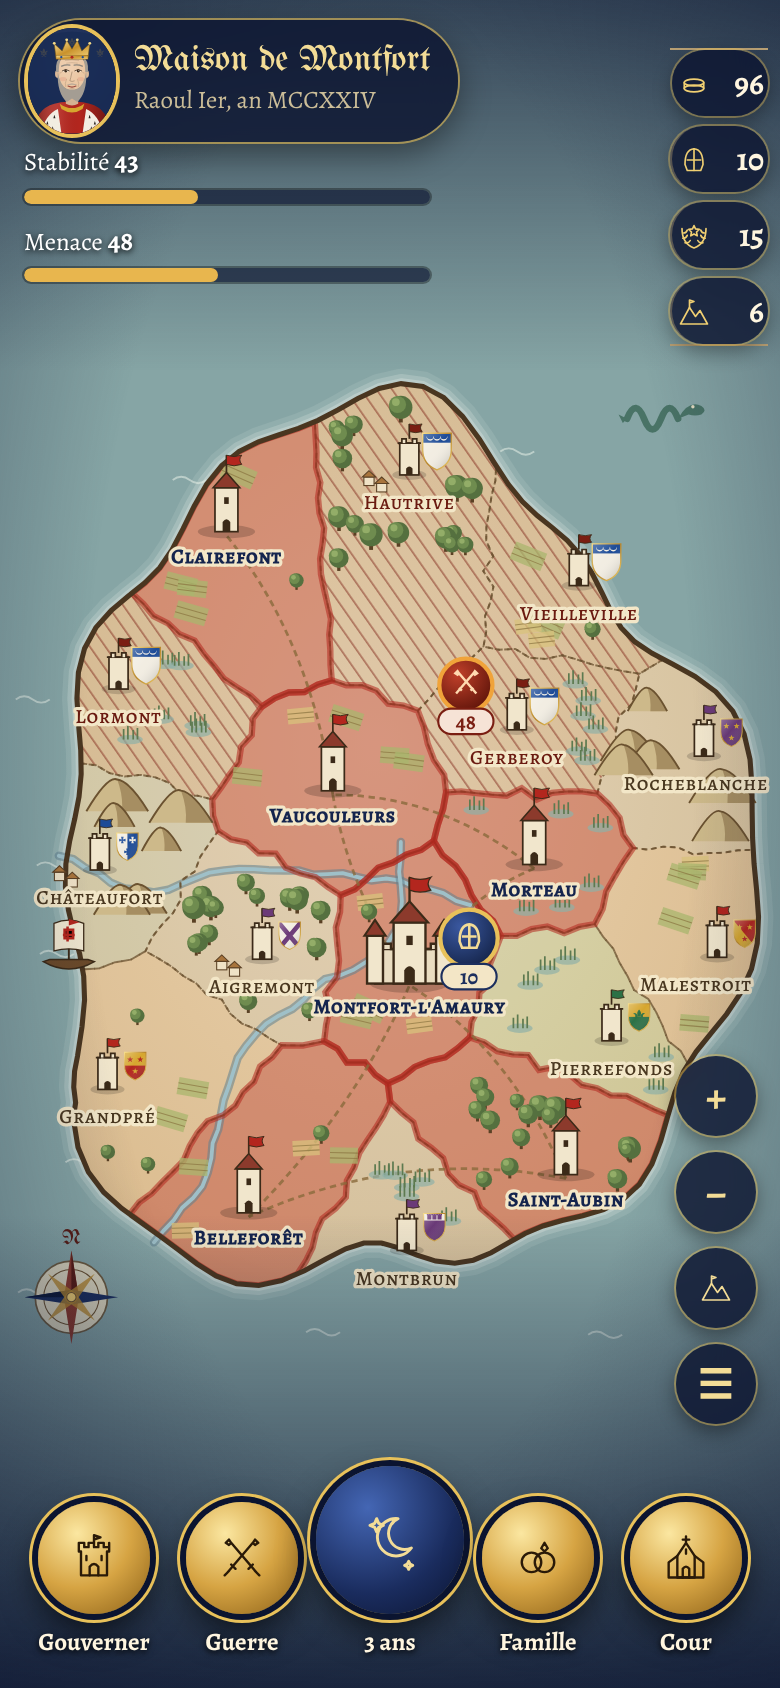 Maison de Montfort
Raoul Ier, an MCCXXIV
Stabilité 43
Menace 48
96
10
15
6
Hautrive
Clairefont
Vieilleville
Lormont
48
Gerberoy
Rocheblanche
Vaucouleurs
Morteau
Châteaufort
10
Aigremont
Malestroit
Montfort-l'Amaury
Pierrefonds
Grandpré
+
Saint-Aubin
−
Belleforêt
N
Montbrun
Gouverner
Guerre
3 ans
Famille
Cour